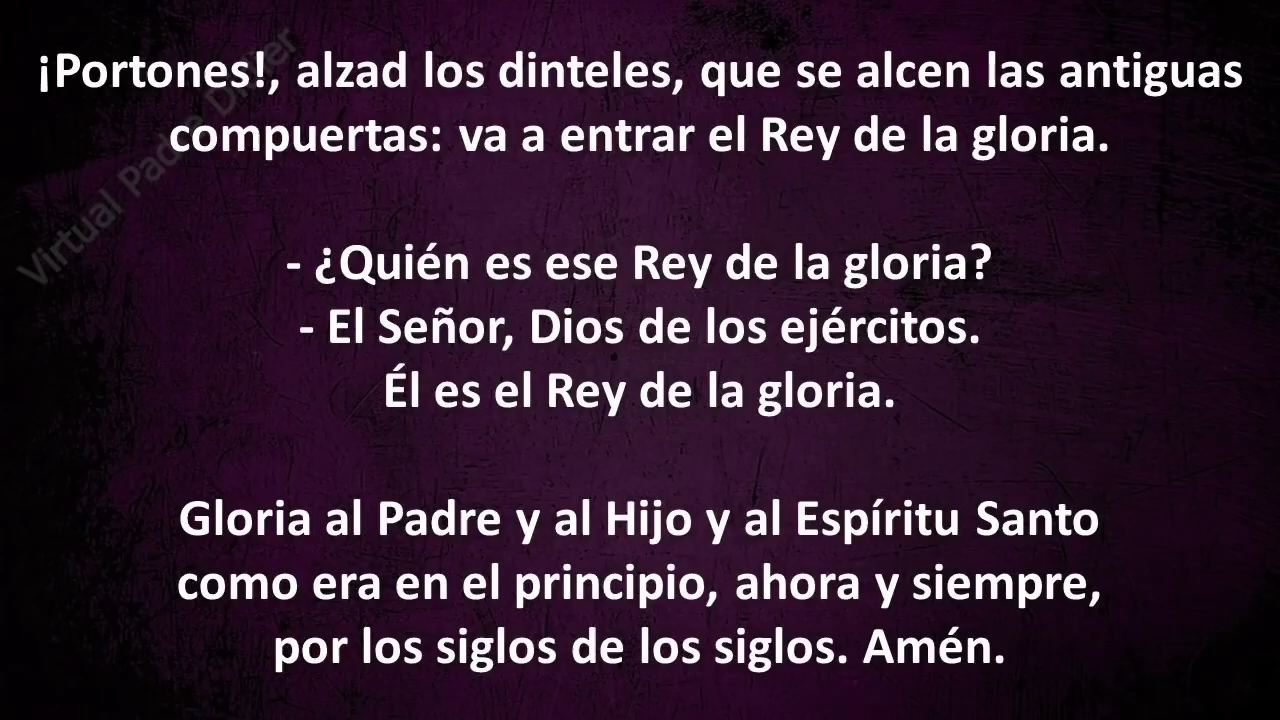 ¡Portones!, alzad los dinteles, que se alcen las antiguas
compuertas: va a entrar el Rey de la gloria.
- ¿Quién es ese Rey de la gloria?
- El Señor, Dios de los ejércitos.
Él es el Rey de la gloria.
Gloria al Padre y al Hijo y al Espíritu Santo
como era en el principio, ahora y siempre,
por los siglos de los siglos. Amén.
Virtual Padre